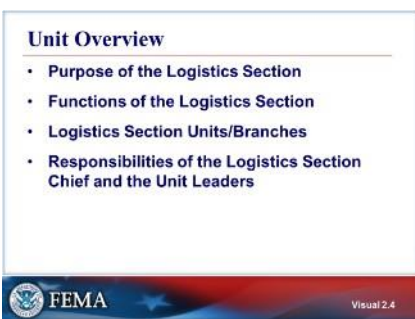 Unit Overview
• Purpose of the Logistics Section
• Functions of the Logistics Section
• Logistics Section Units/Branches
• Responsibilities of the Logistics Section
Chief and the Unit Leaders
FEMA
Visual 2.4